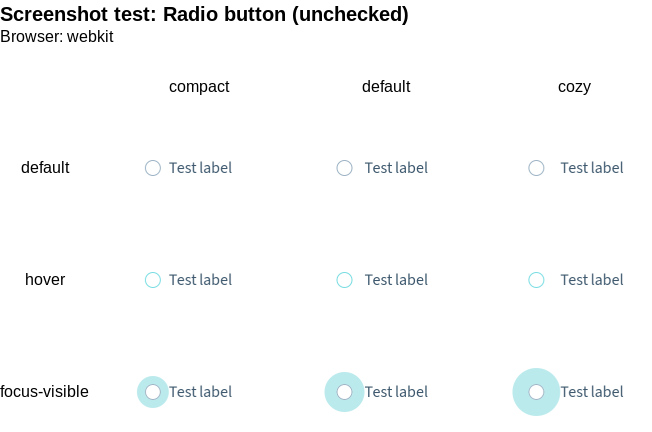 Screenshot test: Radio button (unchecked)
Browser: webkit
compact default cozy
default Test label Test label Test label
hover Test label Test label Test label
focus-visible Test label Test label Test label